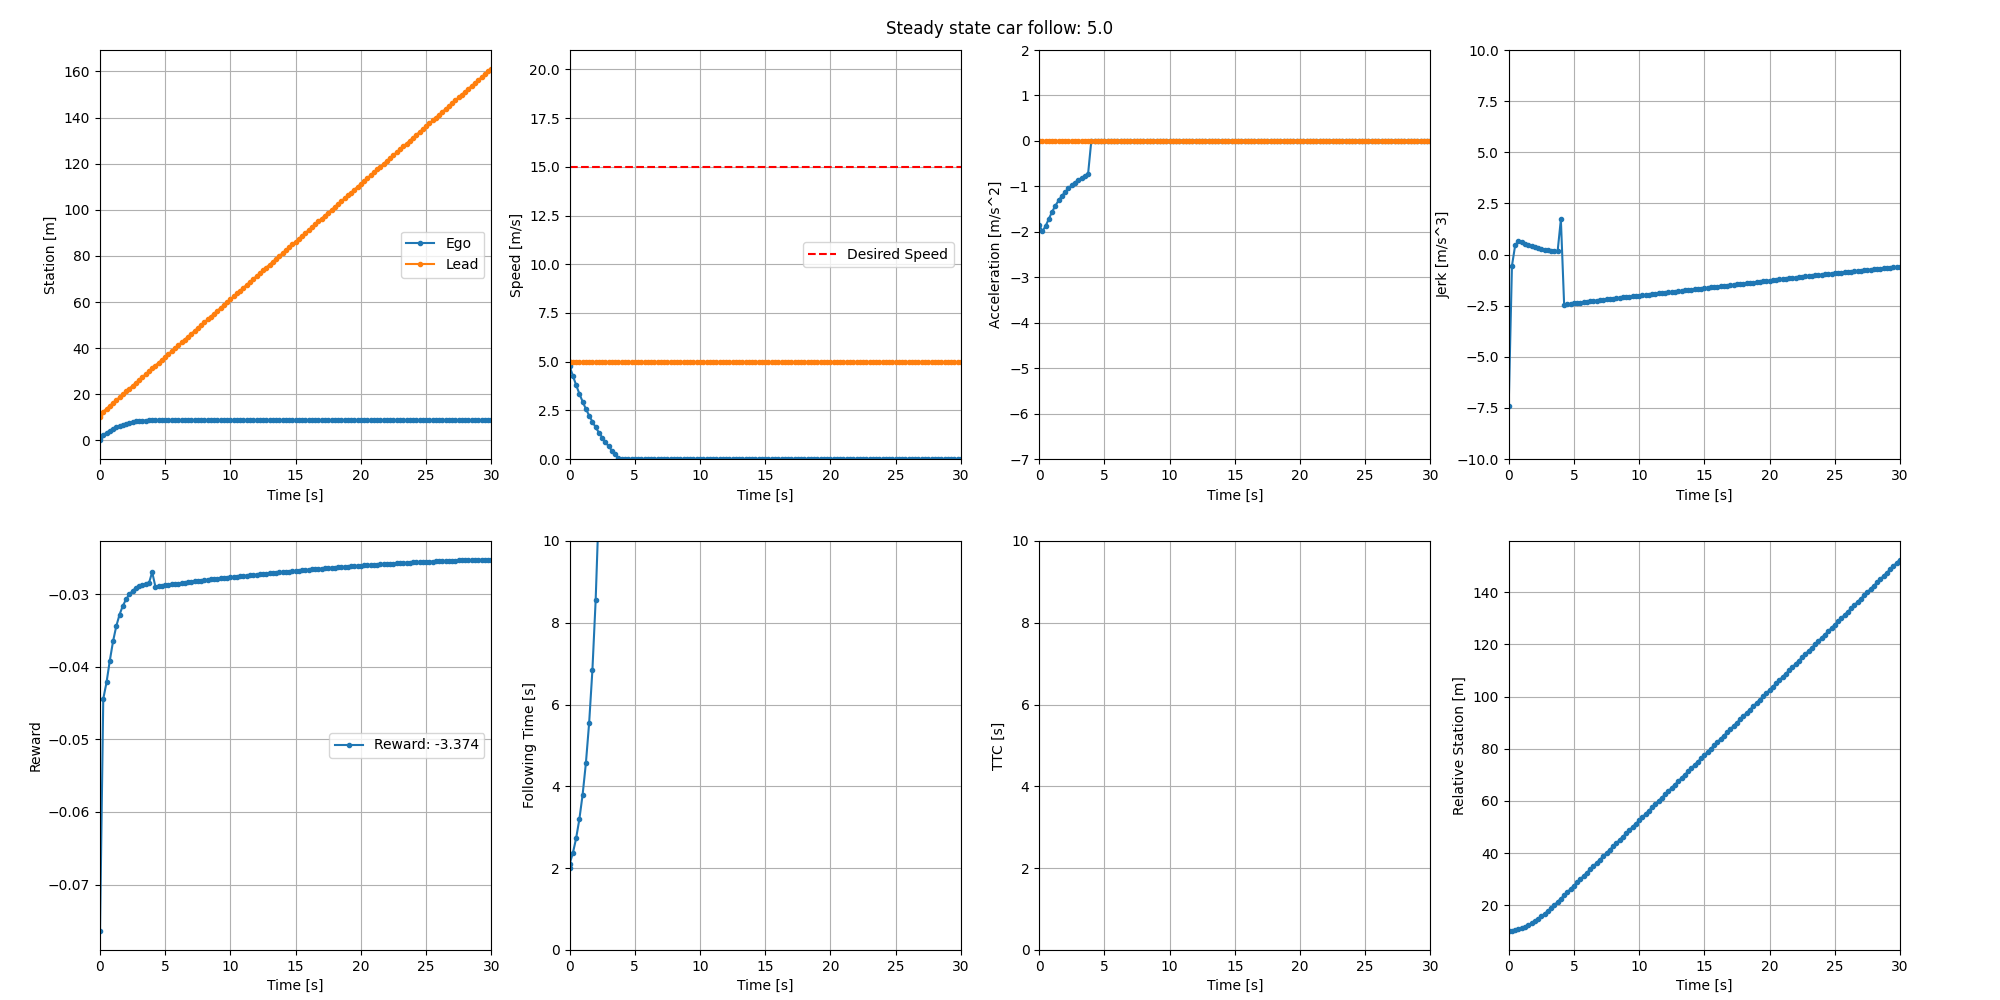 Steady state car follow: 5.0
Station [m]
160
140
120
100
80
60
40
20
0
Ego
Lead
0 5 10 15 20 25 30
Time [s]
Speed [m/s]
20.0
17.5
15.0
12.5
10.0
7.5
5.0
2.5
0.0
Desired Speed
0 5 10 15 20 25 30
Time [s]
Acceleration [m/s^2]
2
1
0
−1
−2
−3
−4
−5
−6
−7
0 5 10 15 20 25 30
Time [s]
Jerk [m/s^3]
10.0
7.5
5.0
2.5
0.0
−2.5
−5.0
−7.5
−10.0
0 5 10 15 20 25 30
Time [s]
Reward
−0.03
−0.04
−0.05
−0.06
−0.07
Reward: -3.374
0 5 10 15 20 25 30
Time [s]
Following Time [s]
10
8
6
4
2
0
0 5 10 15 20 25 30
Time [s]
TTC [s]
10
8
6
4
2
0
0 5 10 15 20 25 30
Time [s]
Relative Station [m]
140
120
100
80
60
40
20
0 5 10 15 20 25 30
Time [s]